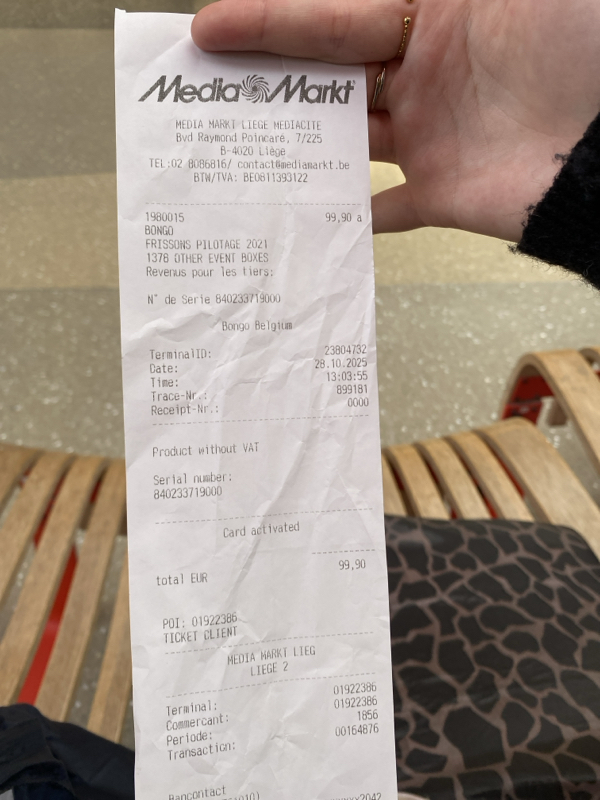 Media Markt
MEDIA MARKT LIEGE MEDIACITE
Bvd Raymond Poincaré, 7/225
B-4020 Liège
TEL:02 8086816/ contact@mediamarkt.be
BTW/TVA: BE0811393122
1980015 99,90 a
BONGO
FRISSONS PILOTAGE 2021
1376 OTHER EVENT BOXES
Revenus pour les tiers:
N° de Serie 840233719000
Bongo Belgium
TerminalID: 23804732
Date: 28.10.2025
Time: 13:03:55
Trace-Nr.: 899181
Receipt-Nr.: 0000
Product without VAT
Serial number:
840233719000
Card activated
99,90
total EUR
POI: 01922386
TICKET CLIENT
MEDIA MARKT LIEG
LIEGE 2
Terminal: 01922386
Commercant: 01922386
Periode: 1856
Transaction: 00164876
Bancontact